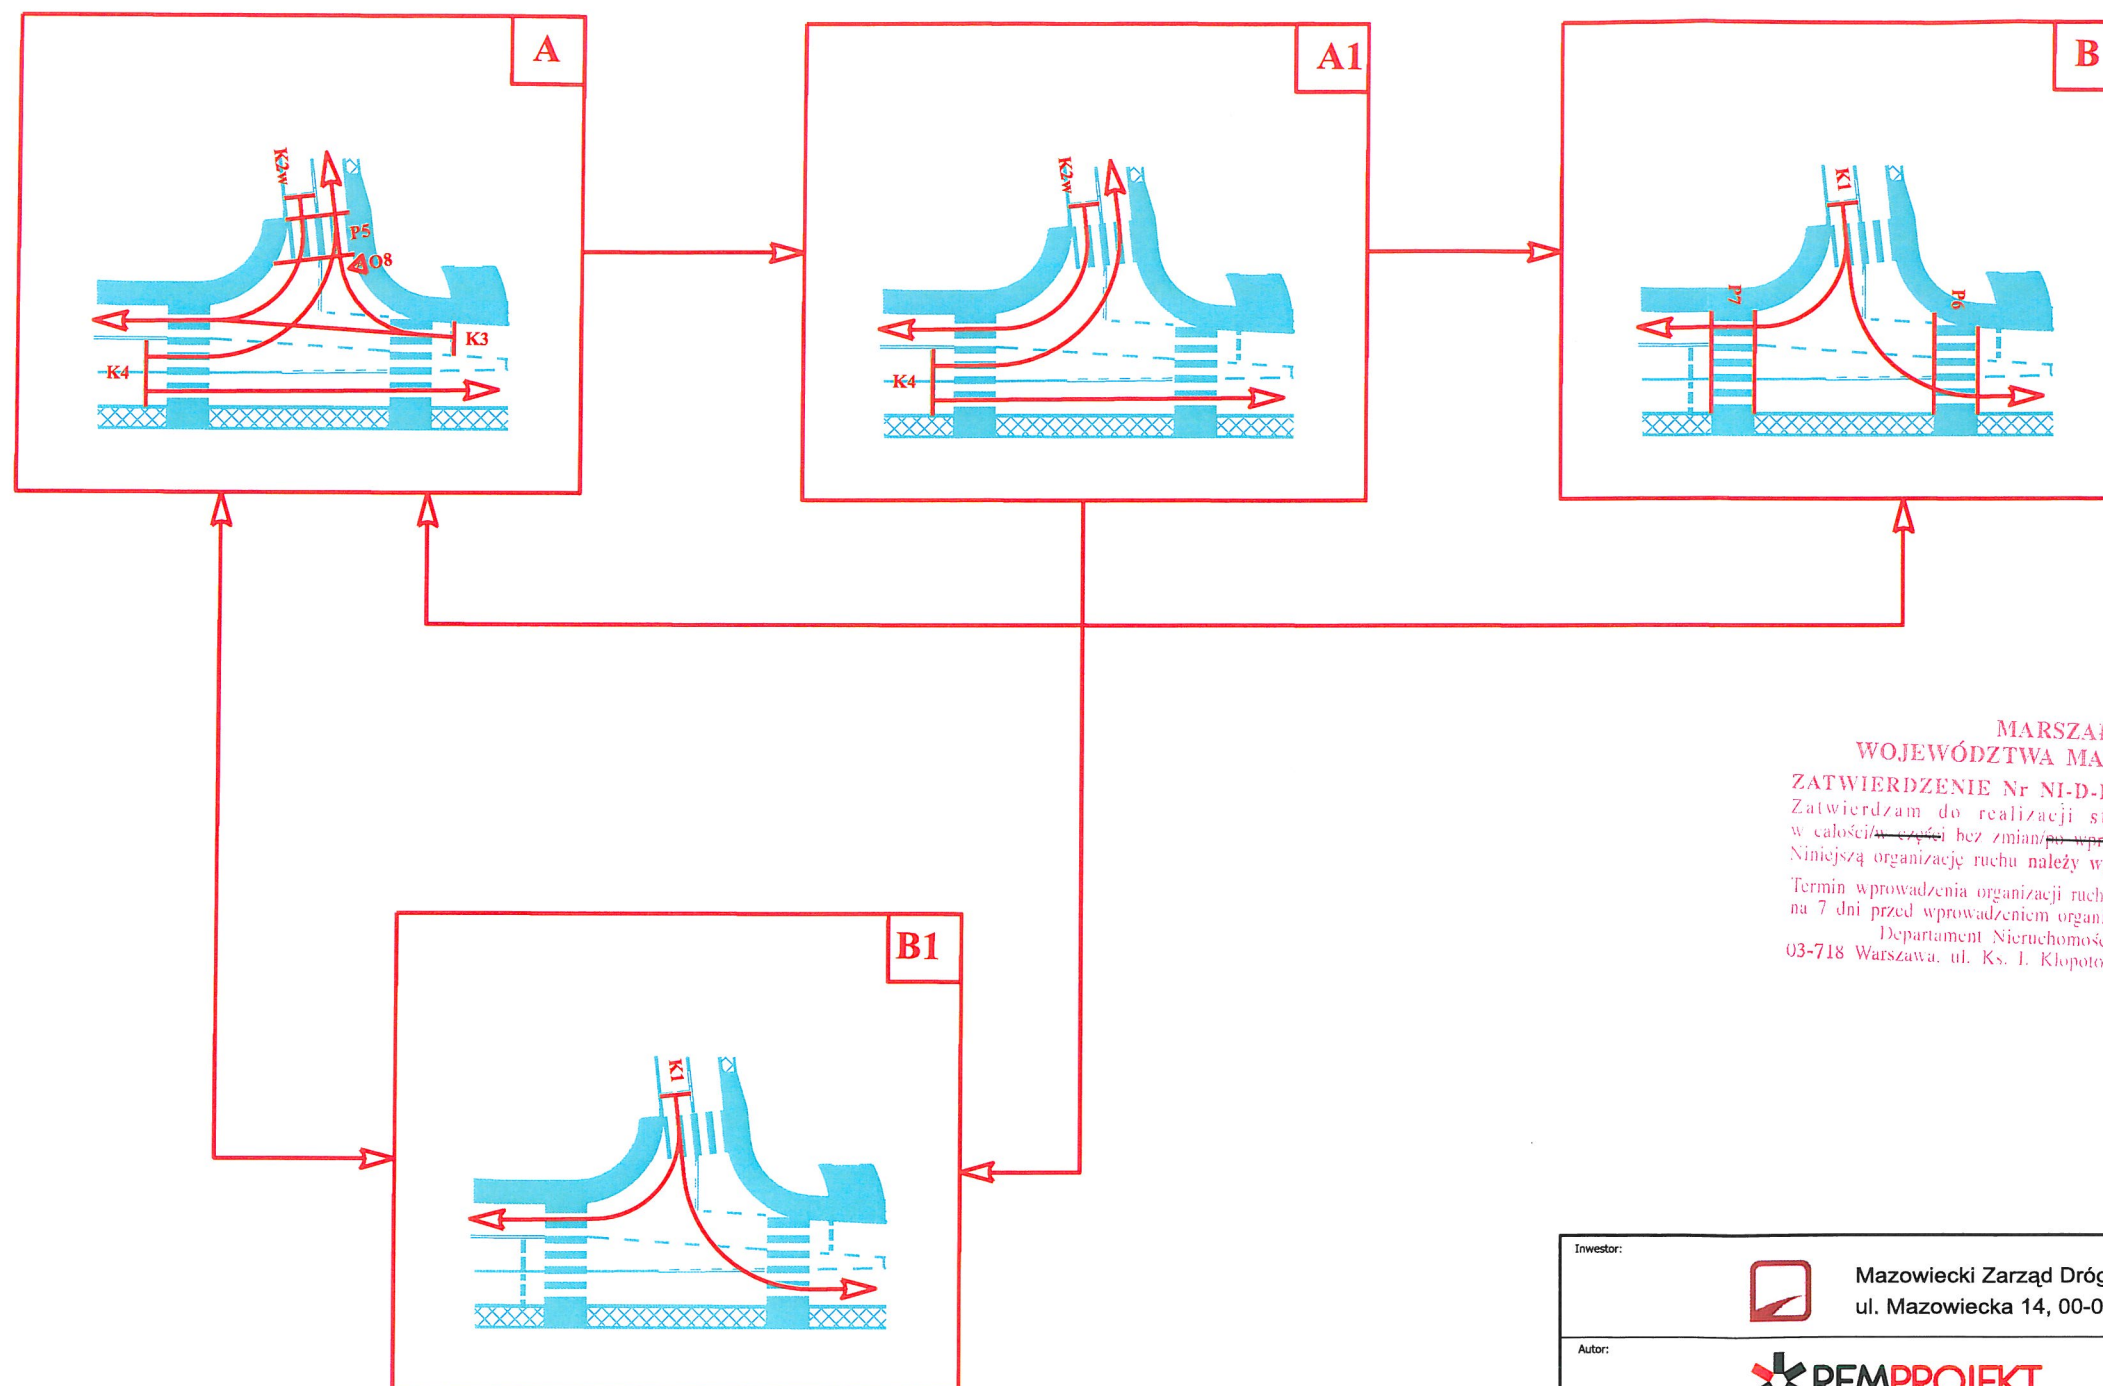 A
A1
B
K2w
P5
O8
K3
K4
K2w
K4
K1
P7
P6
MARSZA
WOJEWÓDZTWA MA
ZATWIERDZENIE Nr NI-D-
Zatwierdzam do realizacji s
w całości/w części bez zmian/po wpr
Niniejszą organizację ruchu należy w
Termin wprowadzenia organizacji ruch
na 7 dni przed wprowadzeniem organi
Departament Nieruchomoś
03-718 Warszawa, ul. Ks. I. Kłopoto
B1
K1
Inwestor:
Mazowiecki Zarząd Dróg
ul. Mazowiecka 14, 00-0
Autor:
REMPROJEKT